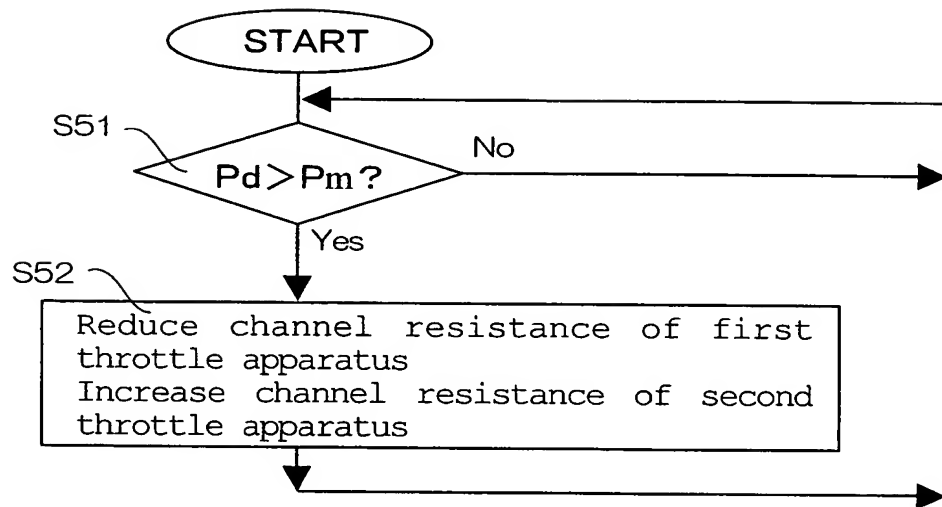 START
S51
Pd>Pm?
No
Yes
S52
Reduce channel resistance of first
throttle apparatus
Increase channel resistance of second
throttle apparatus